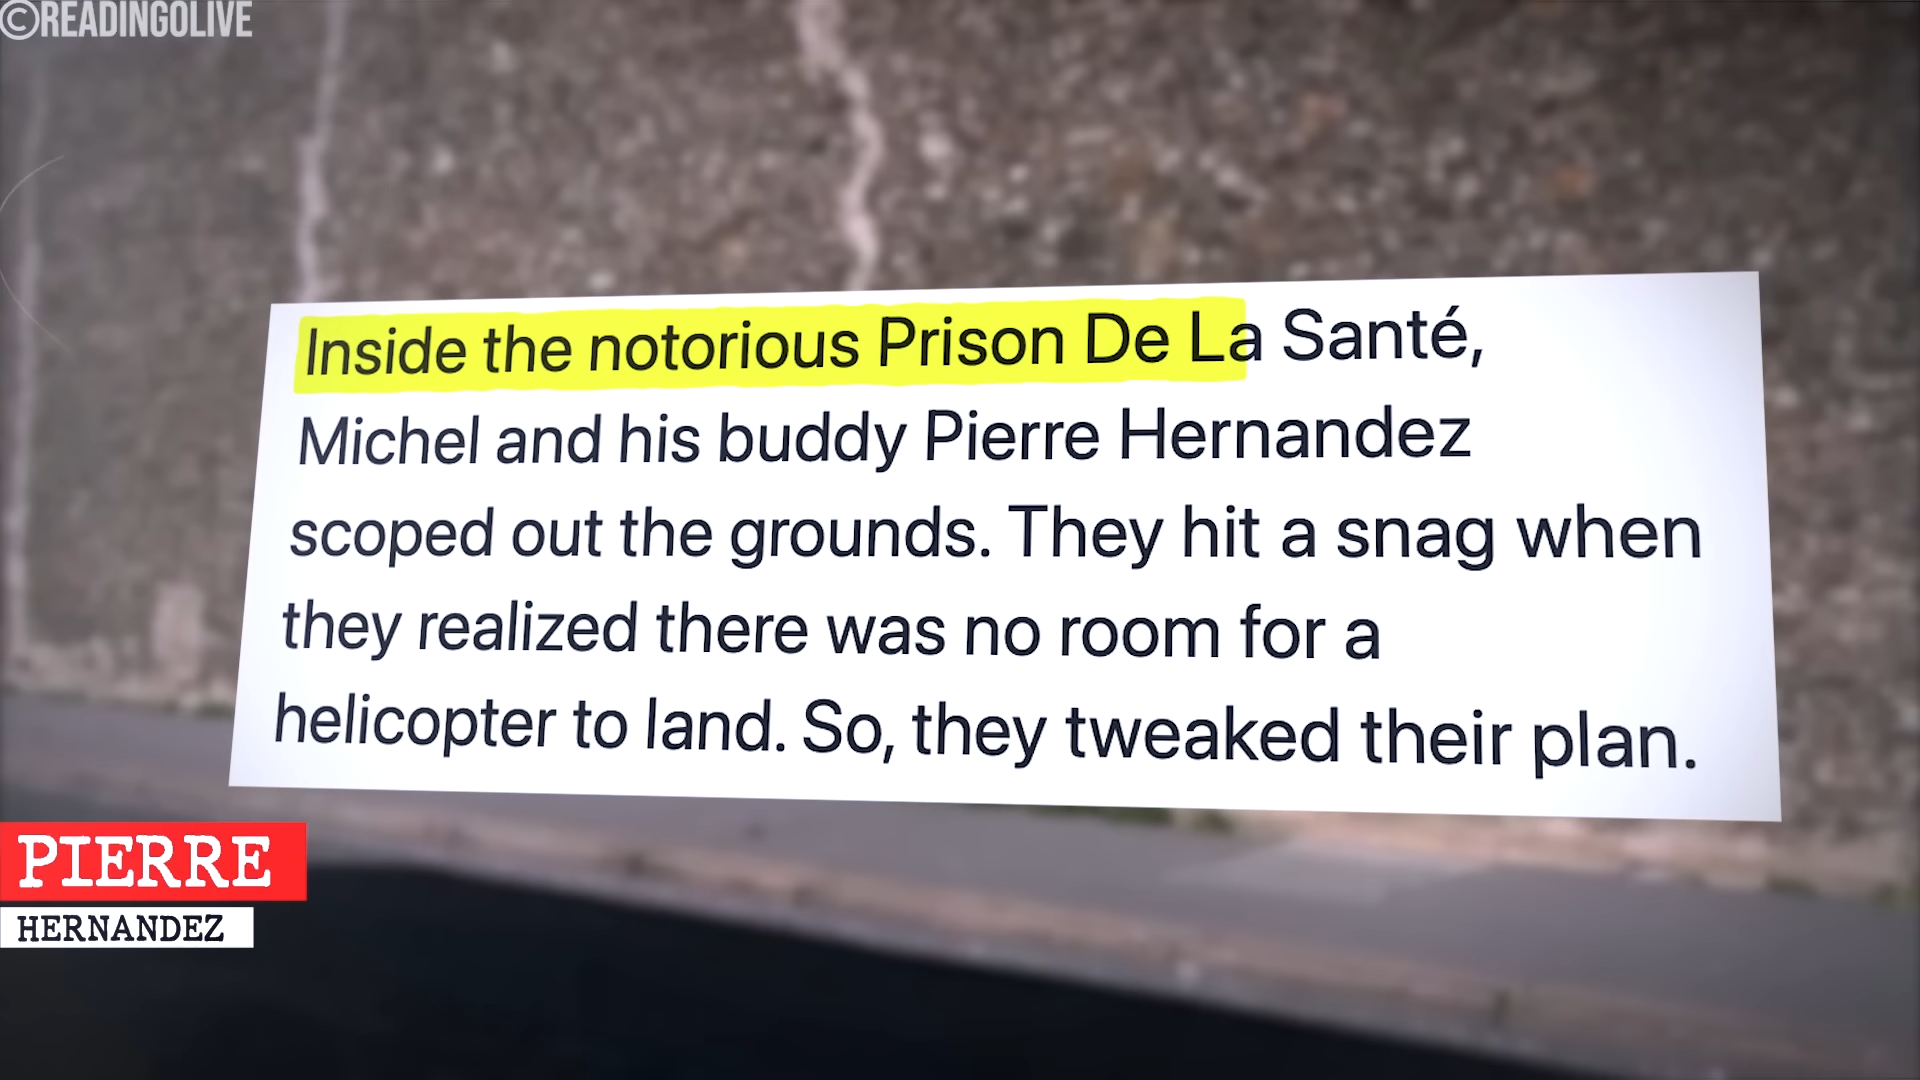 ©READINGOLIVE
Inside the notorious Prison De La Santé,
Michel and his buddy Pierre Hernandez
scoped out the grounds. They hit a snag when
they realized there was no room for a
helicopter to land. So, they tweaked their plan.
PIERRE
HERNANDEZ